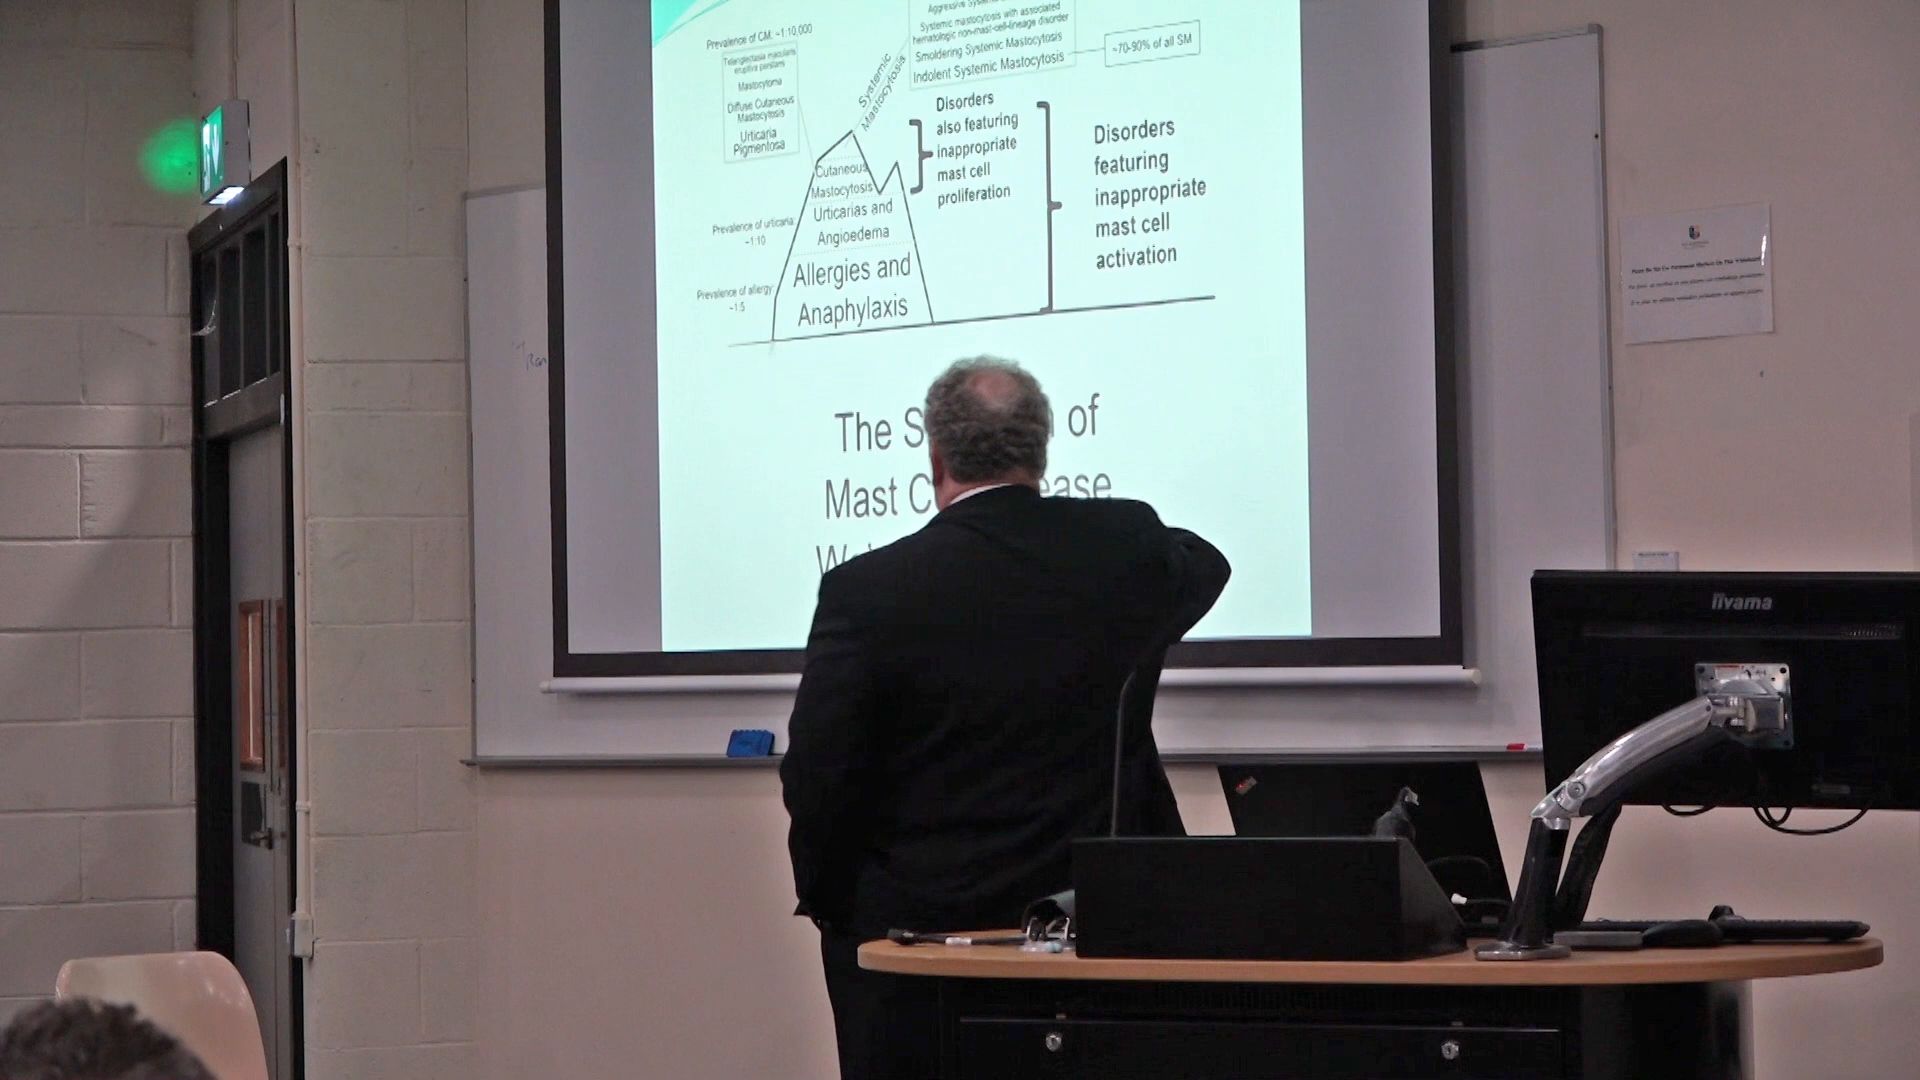 Prevalence of CM, ~1:10,000
Telangiectasia macularis
eruptiva perstans
Mastocytoma
Diffuse Cutaneous
Mastocytosis
Urticaria
Pigmentosa
Systemic
Mastocytosis
Aggressive
Systemic mastocytosis with associated
hematologic non-mast-cell-lineage disorder
Smoldering Systemic Mastocytosis
Indolent Systemic Mastocytosis
~70-90% of all SM
Cutaneous
Mastocytosis
Disorders
also featuring
inappropriate
mast cell
proliferation
Disorders
featuring
inappropriate
mast cell
activation
Prevalence of urticaria:
~1:10
Urticarias and
Angioedema
Prevalence of allergy:
~1:5
Allergies and
Anaphylaxis
The of
Mast
iiyama